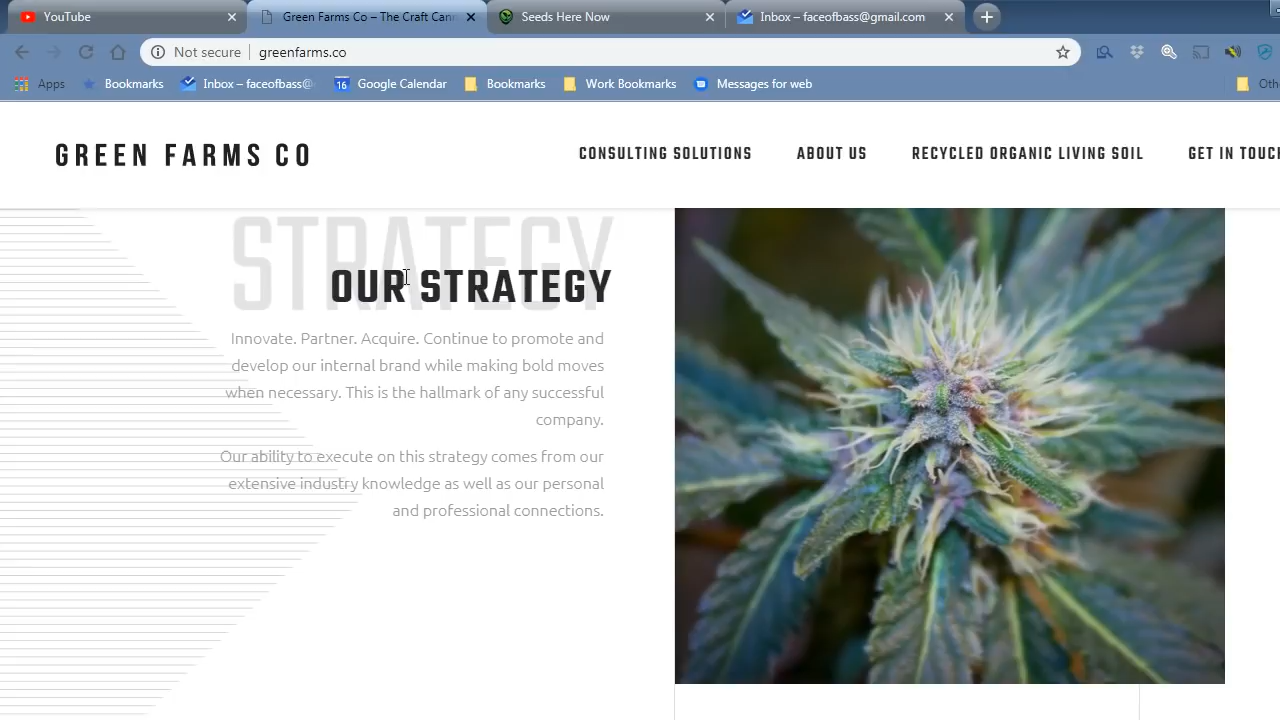 YouTube
Green Farms Co – The Craft Cann
Seeds Here Now
Inbox – faceofbass@gmail.com
Not secure
greenfarms.co
Apps
Bookmarks
Inbox – faceofbass@
16
Google Calendar
Bookmarks
Work Bookmarks
Messages for web
Oth
GREEN FARMS CO
CONSULTING SOLUTIONS
ABOUT US
RECYCLED ORGANIC LIVING SOIL
GET IN TOUCH
STRATEGY
OUR STRATEGY
Innovate. Partner. Acquire. Continue to promote and
develop our internal brand while making bold moves
when necessary. This is the hallmark of any successful
company.
Our ability to execute on this strategy comes from our
extensive industry knowledge as well as our personal
and professional connections.